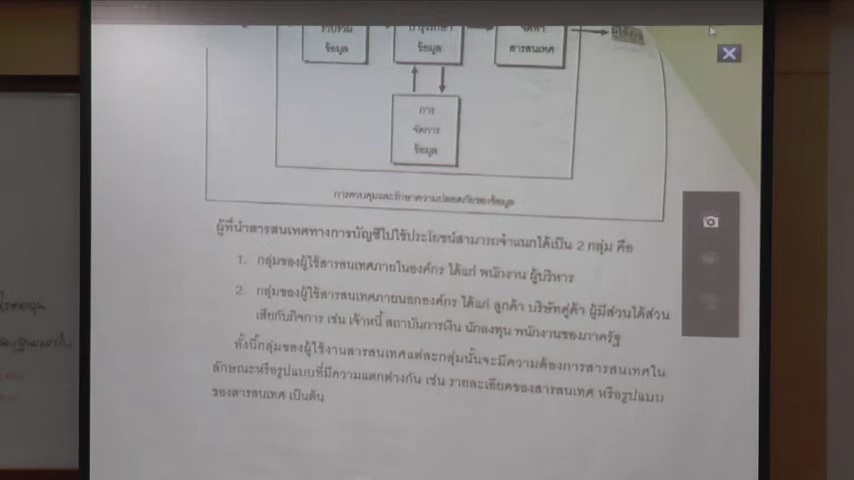 รวบรวม
ข้อมูล
ข้อมูล
จัดหา
สารสนเทศ
ผู้ใช้
การ
จัดการ
ข้อมูล
การควบคุมและรักษาความปลอดภัยของข้อมูล
ผู้ที่นำสารสนเทศทางการบัญชีไปใช้ประโยชน์สามารถจำแนกได้เป็น 2 กลุ่ม คือ
1. กลุ่มของผู้ใช้สารสนเทศภายในองค์กร ได้แก่ พนักงาน ผู้บริหาร
2. กลุ่มของผู้ใช้สารสนเทศภายนอกองค์กร ได้แก่ ลูกค้า บริษัทคู่ค้า ผู้มีส่วนได้ส่วน
เสียกับกิจการ เช่น เจ้าหนี้ สถาบันการเงิน นักลงทุน พนักงานของภาครัฐ
ทั้งนี้กลุ่มของผู้ใช้งานสารสนเทศแต่ละกลุ่มนั้นจะมีความต้องการสารสนเทศใน
ลักษณะหรือรูปแบบที่มีความแตกต่างกัน เช่น รายละเอียดของสารสนเทศ หรือรูปแบบ
ของสารสนเทศ เป็นต้น